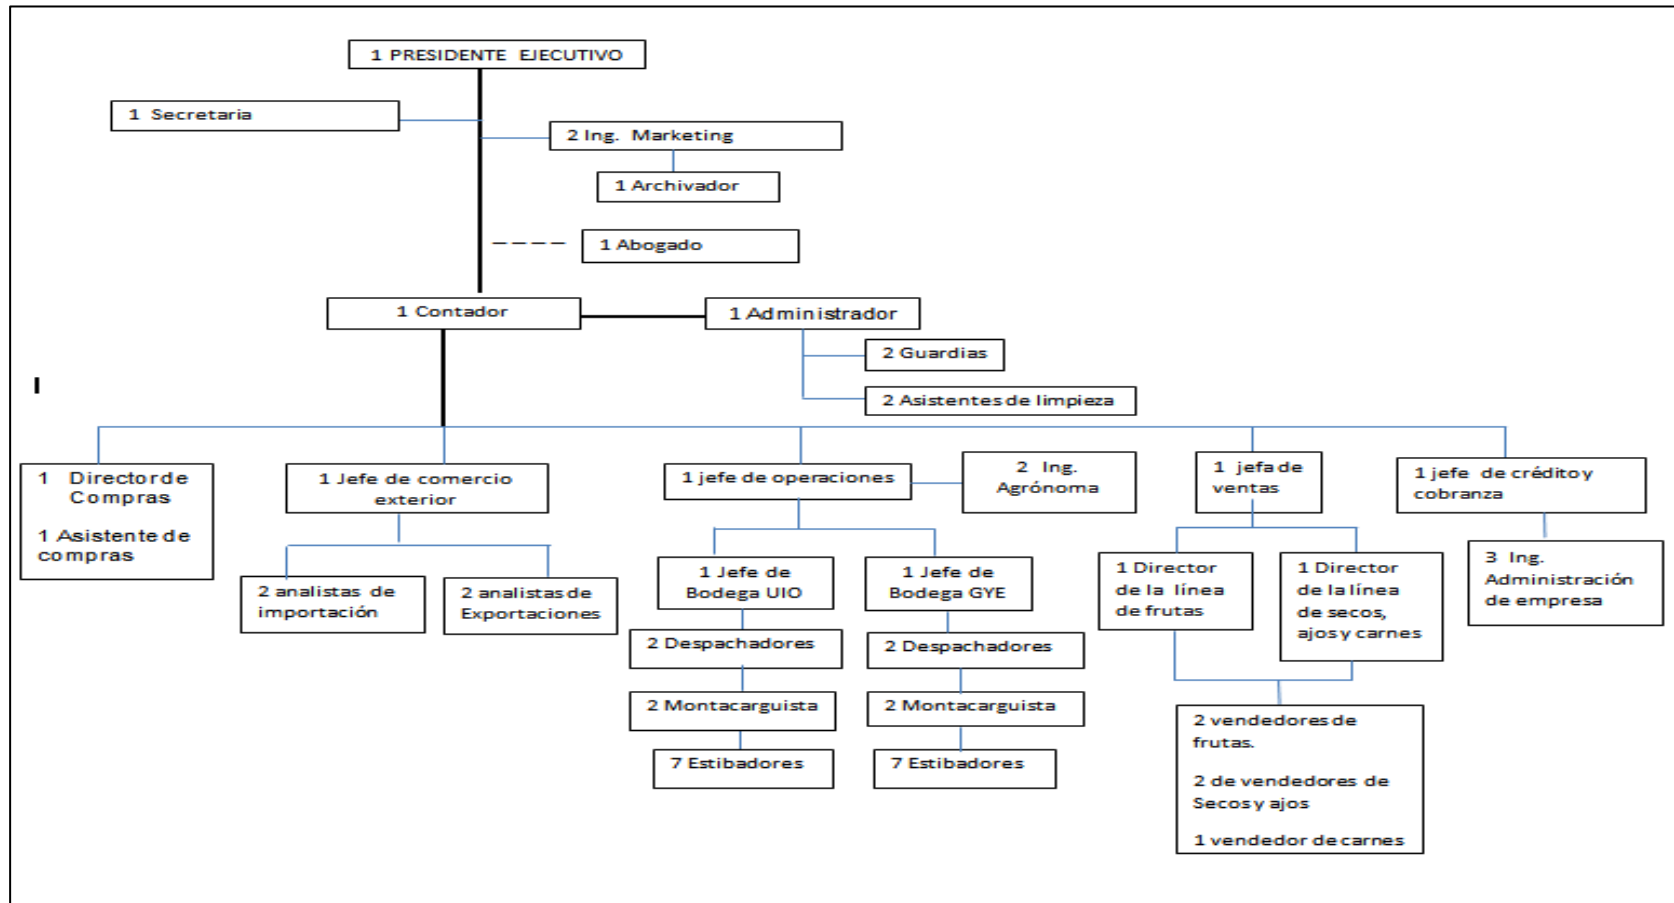 1 PRESIDENTE EJECUTIVO
1 Secretaria
2 Ing. Marketing
1 Archivador
1 Abogado
1 Contador
1 Administrador
2 Guardias
I
2 Asistentes de limpieza
1 Director de
Compras
1 Asistente de
compras
1 Jefe de comercio
exterior
1 jefe de operaciones
2 Ing.
Agrónoma
1 jefa de
ventas
1 jefe de crédito y
cobranza
2 analistas de
importación
2 analistas de
Exportaciones
1 Jefe de
Bodega UIO
1 Jefe de
Bodega GYE
1 Director
de la línea
de frutas
1 Director
de la línea
de secos,
ajos y carnes
3 Ing.
Administración
de empresa
2 Despachadores
2 Despachadores
2 Montacarguista
2 Montacarguista
7 Estibadores
7 Estibadores
2 vendedores de
frutas.
2 de vendedores de
Secos y ajos
1 vendedor de carnes